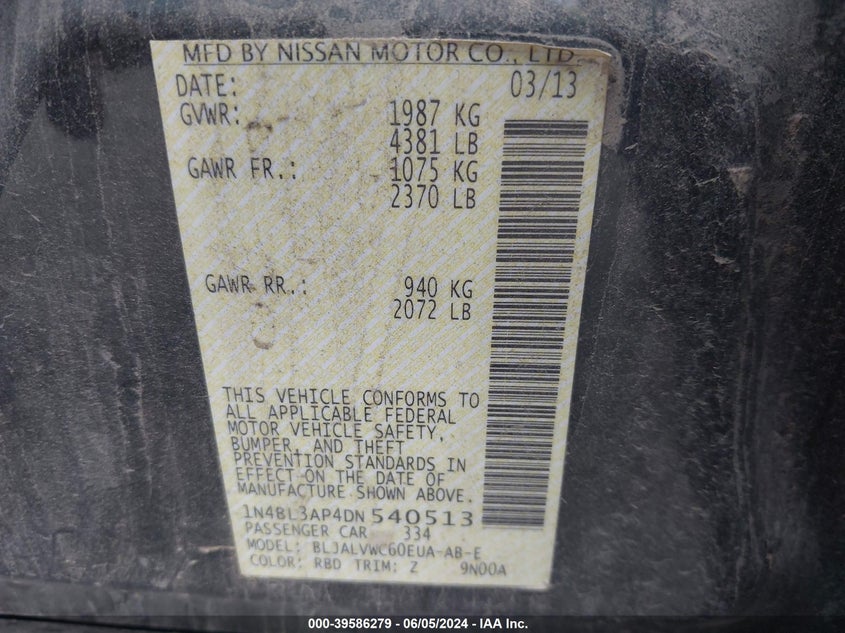 MFD BY NISSAN MOTOR CO., LTD.
DATE: 03/13
GVWR: 1987 KG
4381 LB
GAWR FR.: 1075 KG
2370 LB
GAWR RR.: 940 KG
2072 LB
THIS VEHICLE CONFORMS TO
ALL APPLICABLE FEDERAL
MOTOR VEHICLE SAFETY,
BUMPER, AND THEFT
PREVENTION STANDARDS IN
EFFECT ON THE DATE OF
MANUFACTURE SHOWN ABOVE.
1N4BL3AP4DN540513
PASSENGER CAR 334
MODEL: BLJALVWC60EUA-AB-E
COLOR: RBD TRIM: Z 9N00A
000-39586279 - 06/05/2024 - IAA Inc.